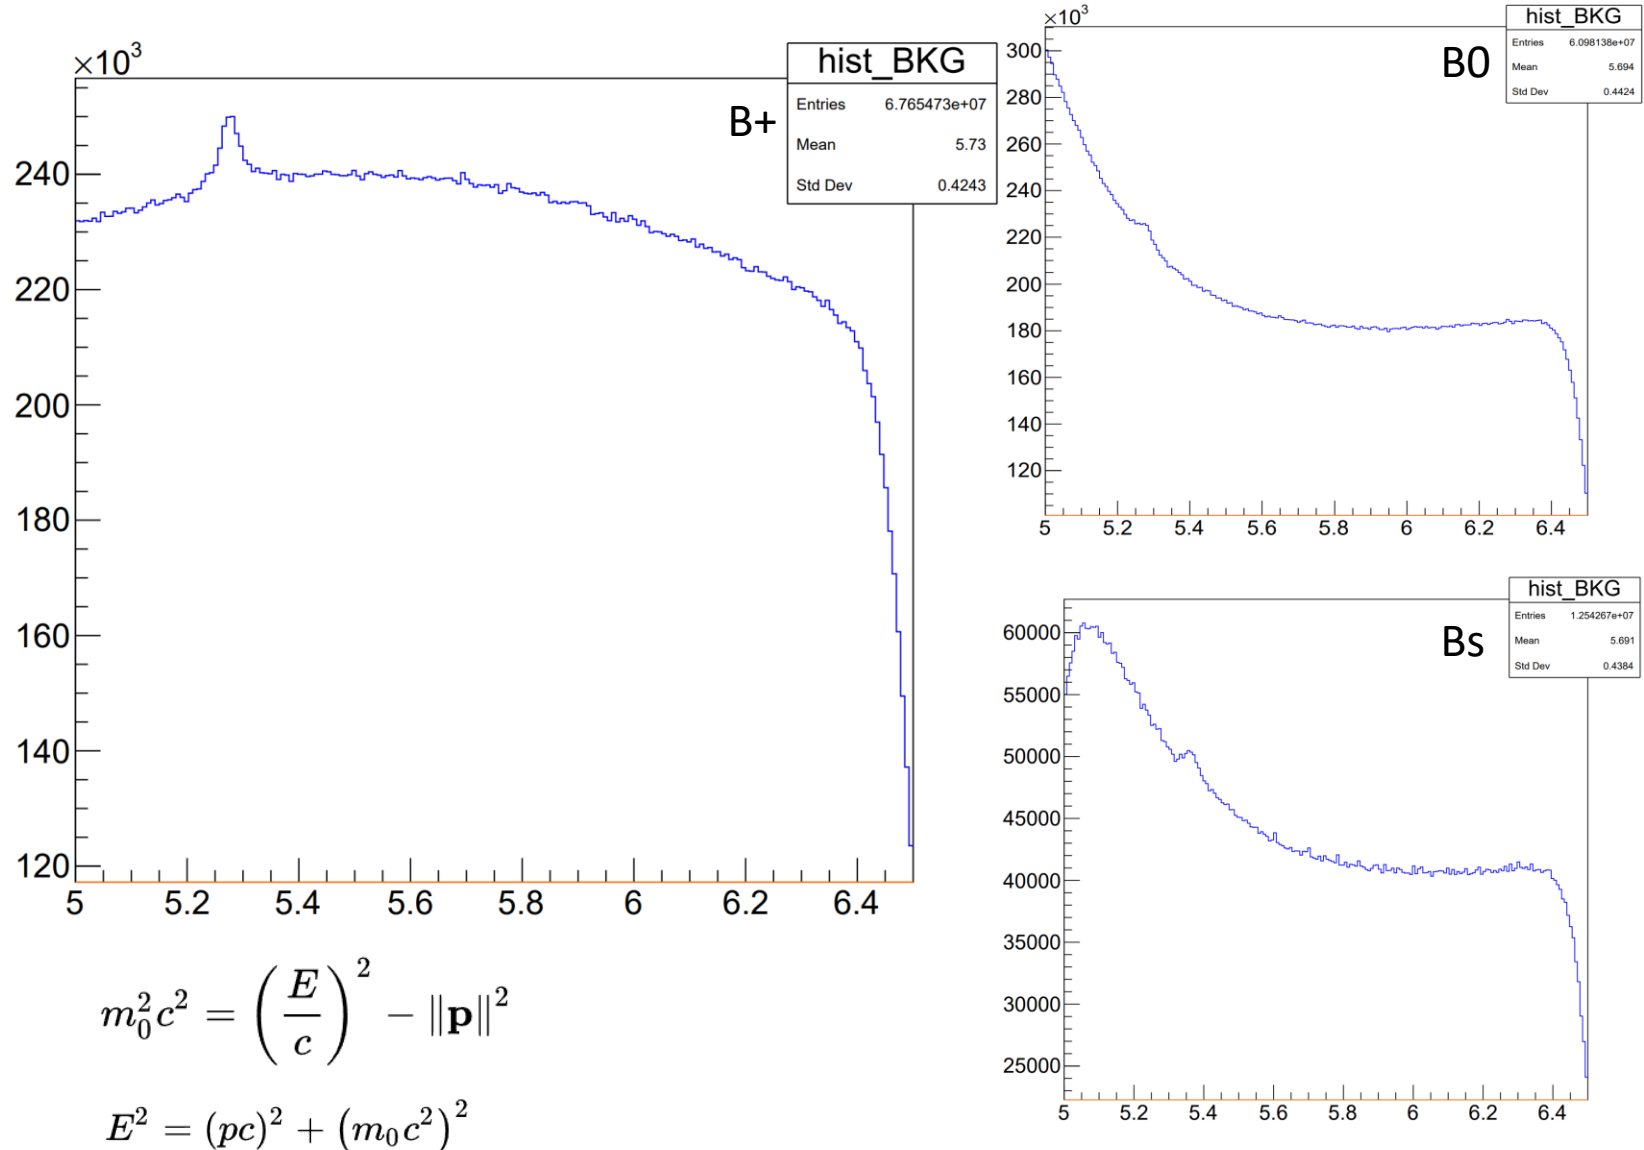 ×10³
hist_BKG
Entries 6.765473e+07
Mean 5.73
Std Dev 0.4243
B+
240
220
200
180
160
140
120
5 5.2 5.4 5.6 5.8 6 6.2 6.4
×10³
hist_BKG
Entries 6.098138e+07
Mean 5.694
Std Dev 0.4424
B0
300
280
260
240
220
200
180
160
140
120
5 5.2 5.4 5.6 5.8 6 6.2 6.4
hist_BKG
Entries 1.254267e+07
Mean 5.691
Std Dev 0.4384
Bs
60000
55000
50000
45000
40000
35000
30000
25000
5 5.2 5.4 5.6 5.8 6 6.2 6.4
m₀²c² = (E/c)² − ‖p‖²
E² = (pc)² + (m₀c²)²